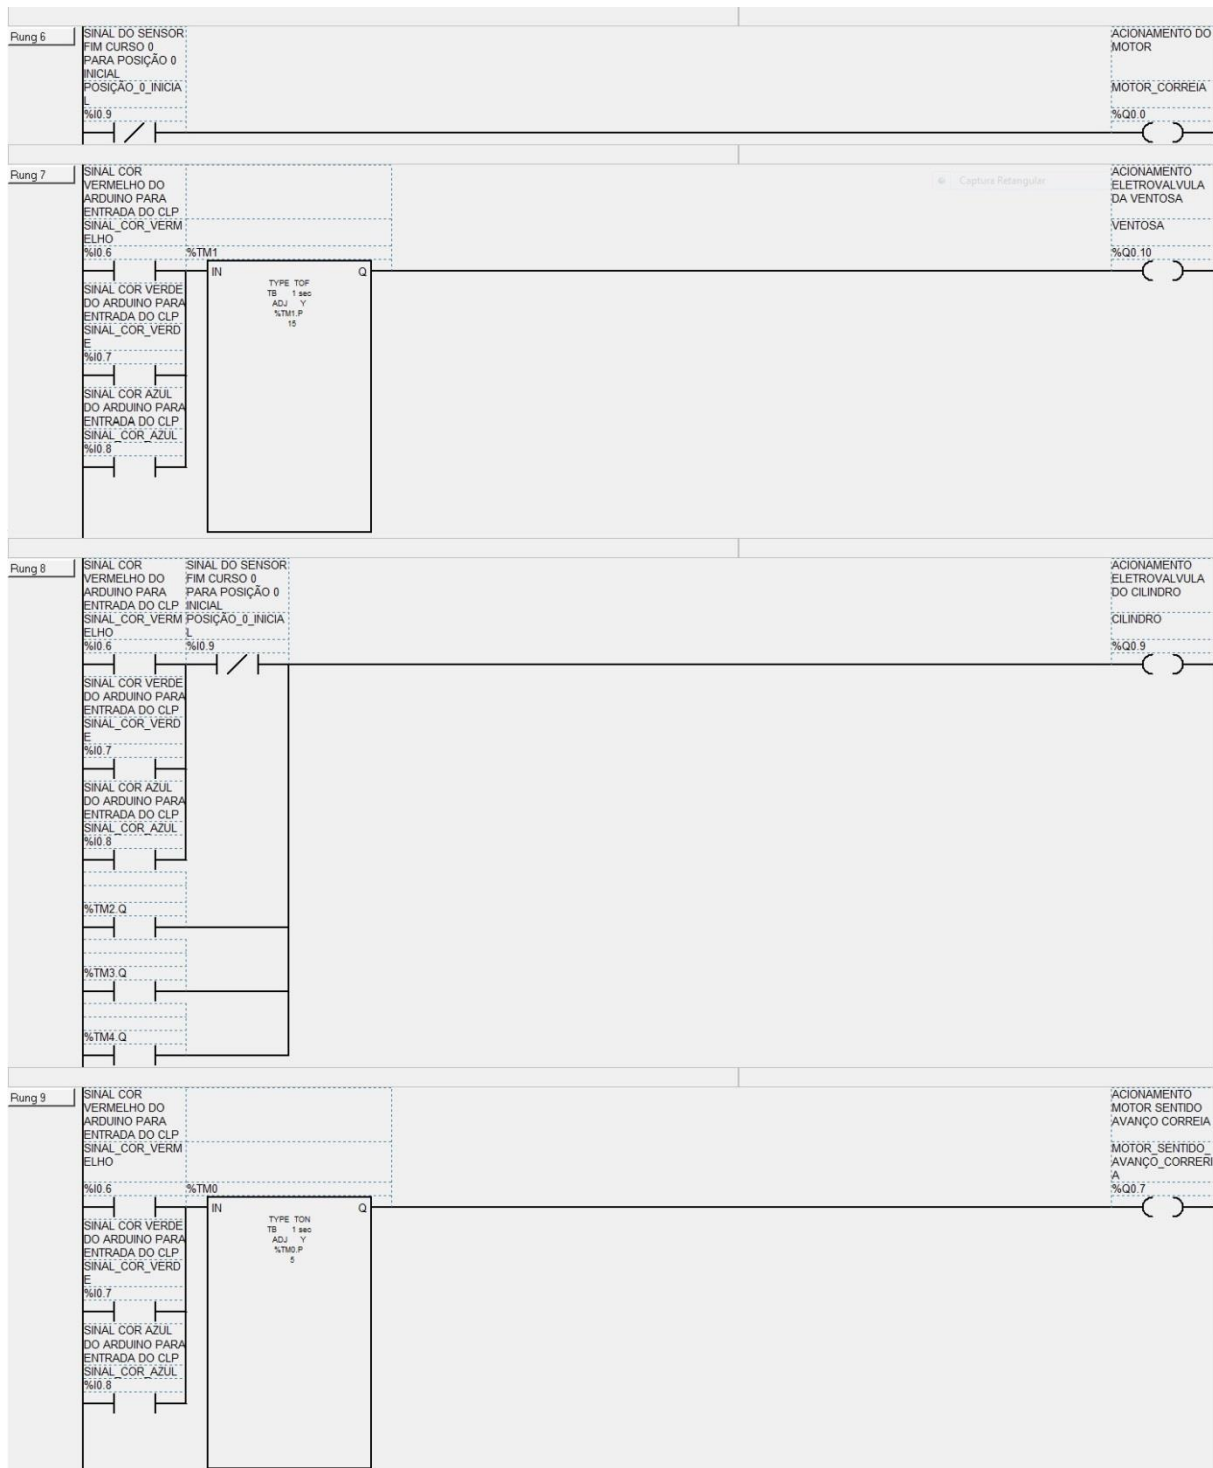 Rung 6
SINAL DO SENSOR
FIM CURSO 0
PARA POSIÇÃO 0
INICIAL
POSIÇÃO_0_INICIA
L
%I0.9
ACIONAMENTO DO
MOTOR
MOTOR_CORREIA
%Q0.0
Rung 7
SINAL COR
VERMELHO DO
ARDUINO PARA
ENTRADA DO CLP
SINAL_COR_VERM
ELHO
%I0.6
%TM1
IN
Q
TYPE TOF
TB 1 sec
ADJ Y
%TM1.P
15
SINAL COR VERDE
DO ARDUINO PARA
ENTRADA DO CLP
SINAL_COR_VERD
E
%I0.7
SINAL COR AZUL
DO ARDUINO PARA
ENTRADA DO CLP
SINAL_COR_AZUL
%I0.8
Captura Retangular
ACIONAMENTO
ELETROVALVULA
DA VENTOSA
VENTOSA
%Q0.10
Rung 8
SINAL COR
VERMELHO DO
ARDUINO PARA
ENTRADA DO CLP
SINAL_COR_VERM
ELHO
%I0.6
SINAL DO SENSOR
FIM CURSO 0
PARA POSIÇÃO 0
INICIAL
POSIÇÃO_0_INICIA
L
%I0.9
SINAL COR VERDE
DO ARDUINO PARA
ENTRADA DO CLP
SINAL_COR_VERD
E
%I0.7
SINAL COR AZUL
DO ARDUINO PARA
ENTRADA DO CLP
SINAL_COR_AZUL
%I0.8
%TM2.Q
%TM3.Q
%TM4.Q
ACIONAMENTO
ELETROVALVULA
DO CILINDRO
CILINDRO
%Q0.9
Rung 9
SINAL COR
VERMELHO DO
ARDUINO PARA
ENTRADA DO CLP
SINAL_COR_VERM
ELHO
%I0.6
%TM0
IN
Q
TYPE TON
TB 1 sec
ADJ Y
%TM0.P
5
SINAL COR VERDE
DO ARDUINO PARA
ENTRADA DO CLP
SINAL_COR_VERD
E
%I0.7
SINAL COR AZUL
DO ARDUINO PARA
ENTRADA DO CLP
SINAL_COR_AZUL
%I0.8
ACIONAMENTO
MOTOR SENTIDO
AVANÇO CORREIA
MOTOR_SENTIDO_
AVANÇO_CORRERI
A
%Q0.7